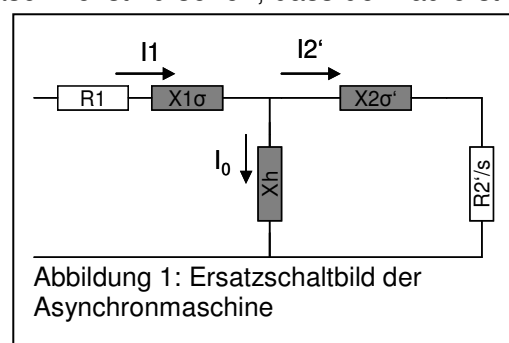 I1 I2‘
R1 X1σ X2σ‘
I0 Xh R2‘/s
Abbildung 1: Ersatzschaltbild der
Asynchronmaschine